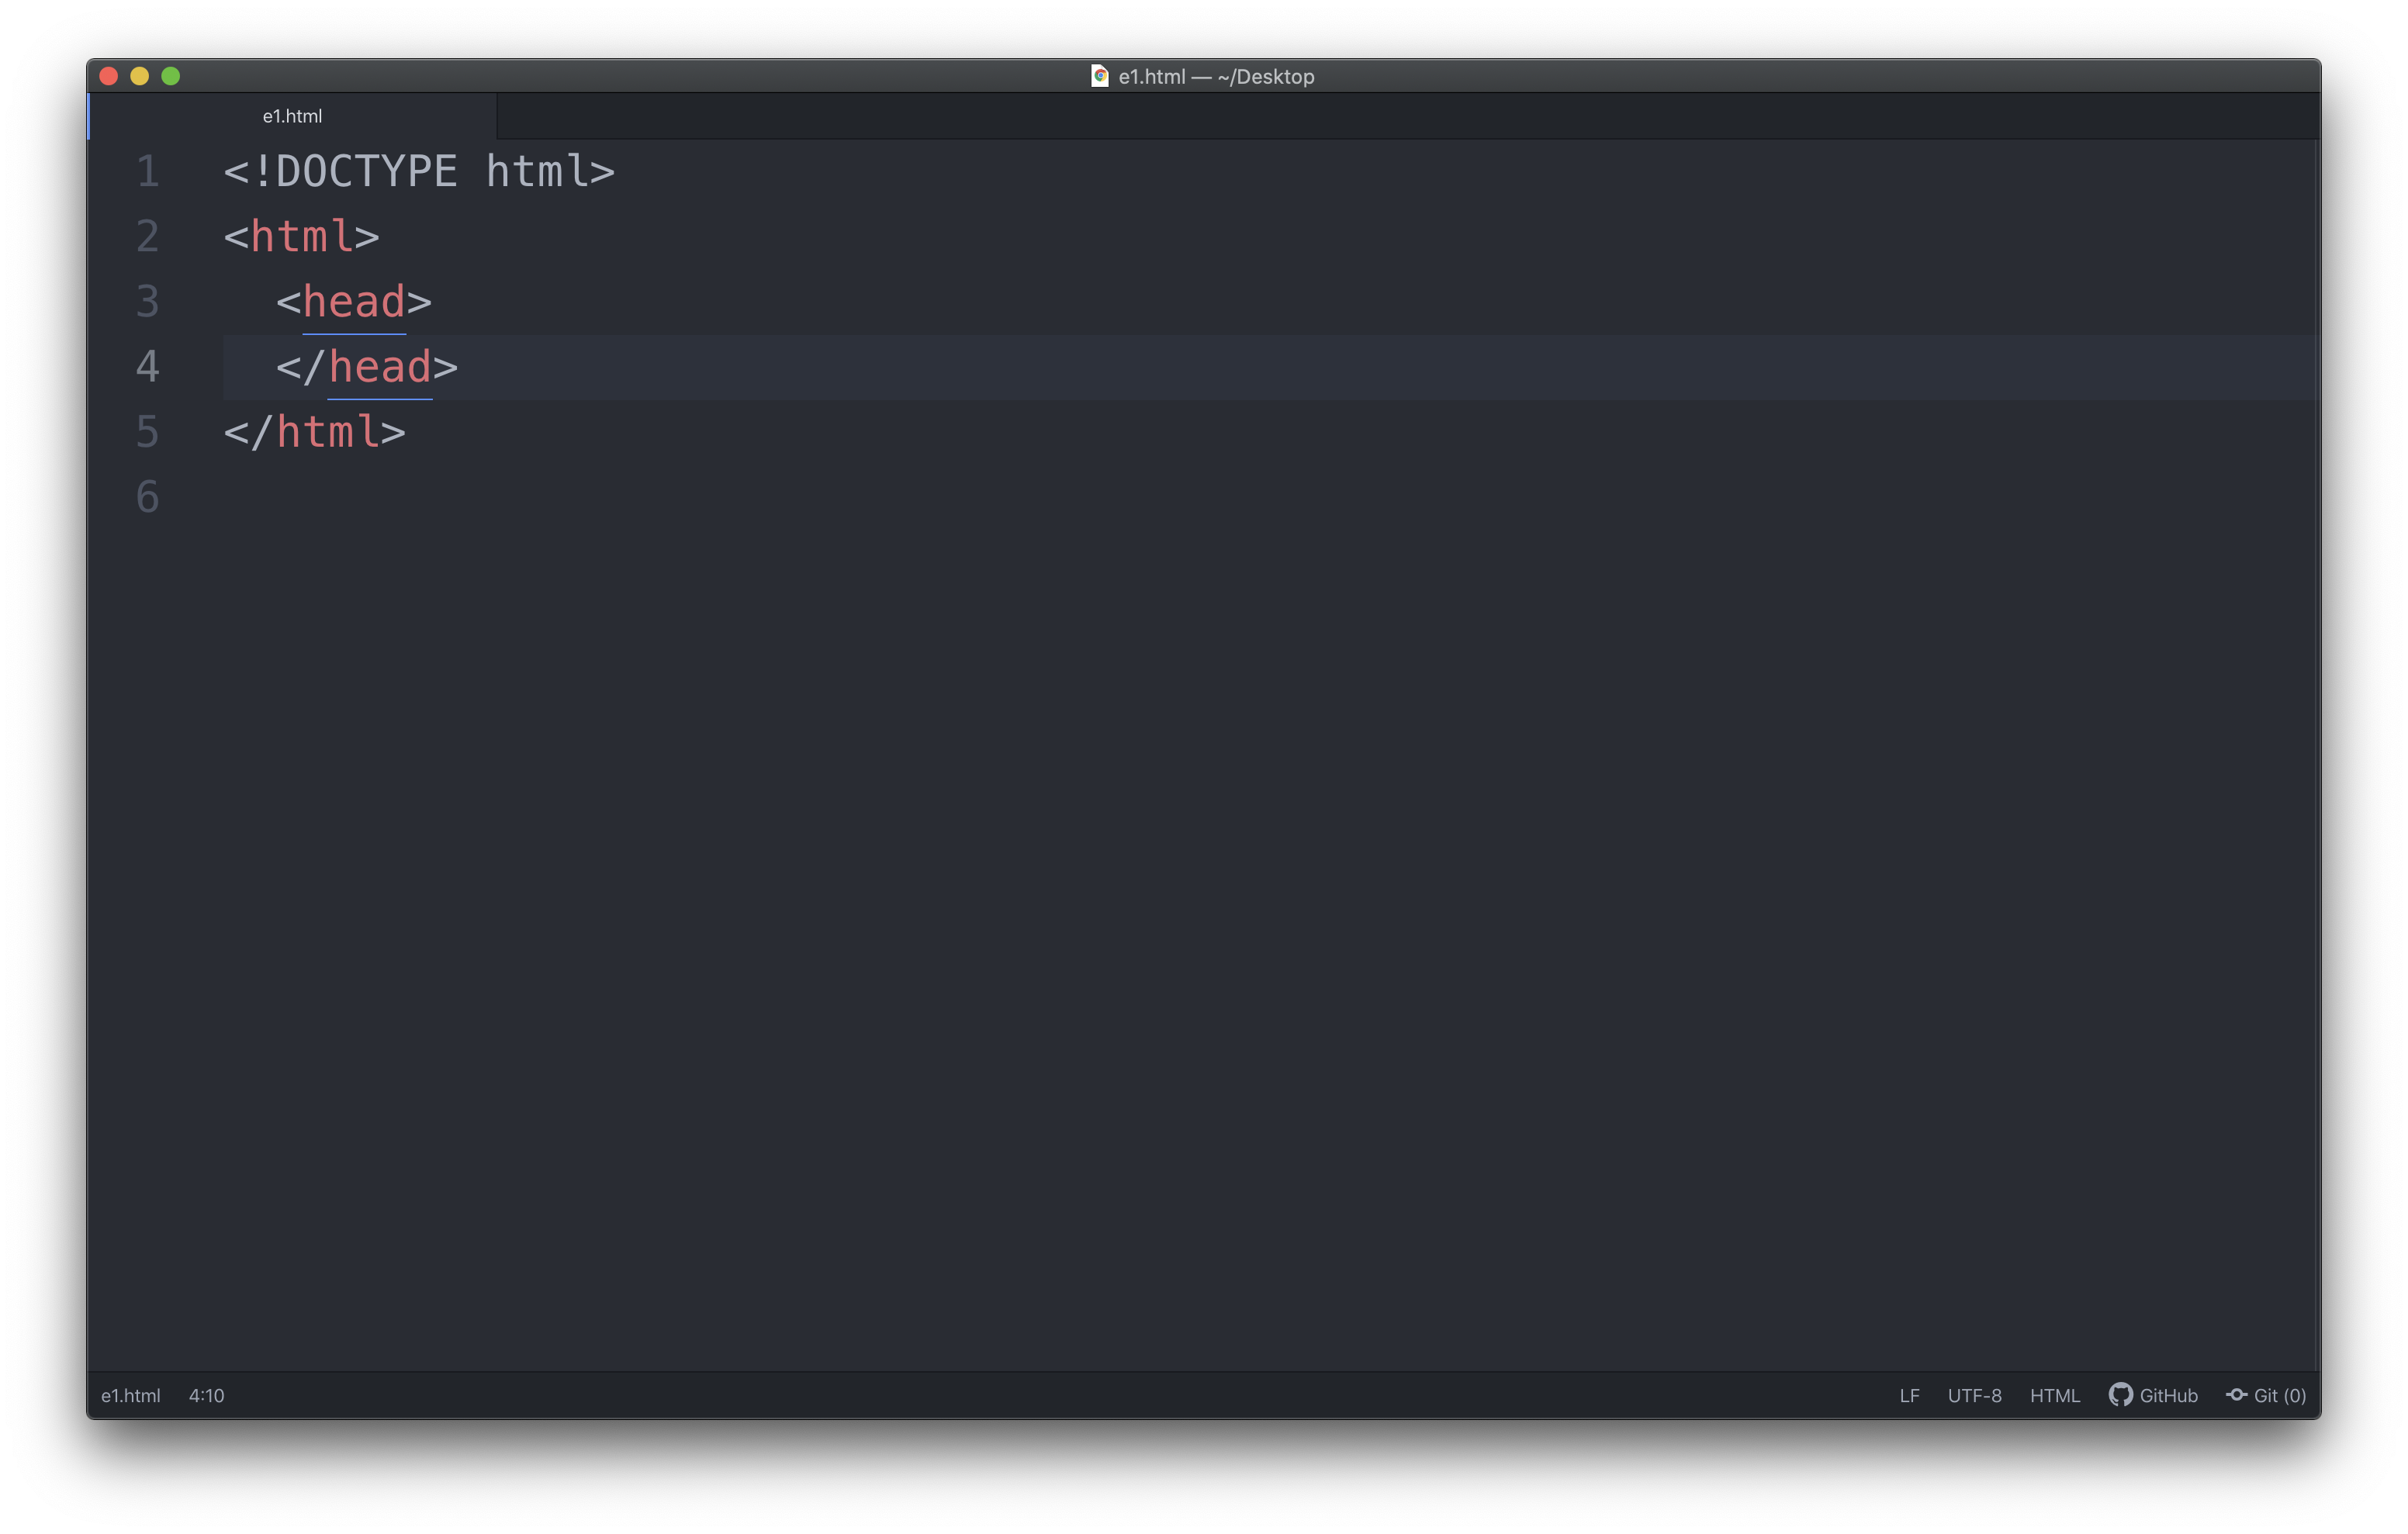 e1.html — ~/Desktop
e1.html
1 <!DOCTYPE html>
2 <html>
3   <head>
4   </head>
5 </html>
6
e1.html 4:10 LF UTF-8 HTML GitHub Git (0)